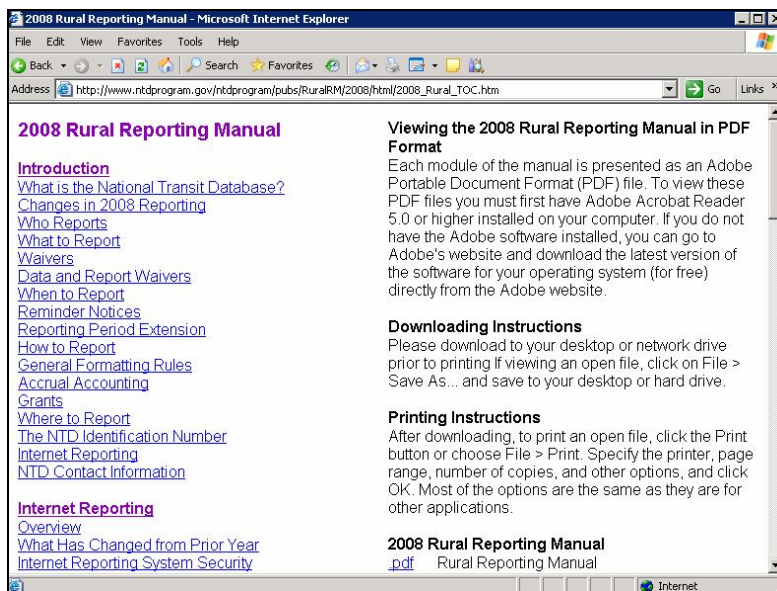 2008 Rural Reporting Manual - Microsoft Internet Explorer
File Edit View Favorites Tools Help
Back Search Favorites
Address http://www.ntdprogram.gov/ntdprogram/pubs/RuralRM/2008/html/2008_Rural_TOC.htm Go Links »
2008 Rural Reporting Manual
Introduction
What is the National Transit Database?
Changes in 2008 Reporting
Who Reports
What to Report
Waivers
Data and Report Waivers
When to Report
Reminder Notices
Reporting Period Extension
How to Report
General Formatting Rules
Accrual Accounting
Grants
Where to Report
The NTD Identification Number
Internet Reporting
NTD Contact Information
Internet Reporting
Overview
What Has Changed from Prior Year
Internet Reporting System Security
Viewing the 2008 Rural Reporting Manual in PDF
Format
Each module of the manual is presented as an Adobe
Portable Document Format (PDF) file. To view these
PDF files you must first have Adobe Acrobat Reader
5.0 or higher installed on your computer. If you do not
have the Adobe software installed, you can go to
Adobe's website and download the latest version of
the software for your operating system (for free)
directly from the Adobe website.
Downloading Instructions
Please download to your desktop or network drive
prior to printing If viewing an open file, click on File >
Save As... and save to your desktop or hard drive.
Printing Instructions
After downloading, to print an open file, click the Print
button or choose File > Print. Specify the printer, page
range, number of copies, and other options, and click
OK. Most of the options are the same as they are for
other applications.
2008 Rural Reporting Manual
.pdf Rural Reporting Manual
Internet